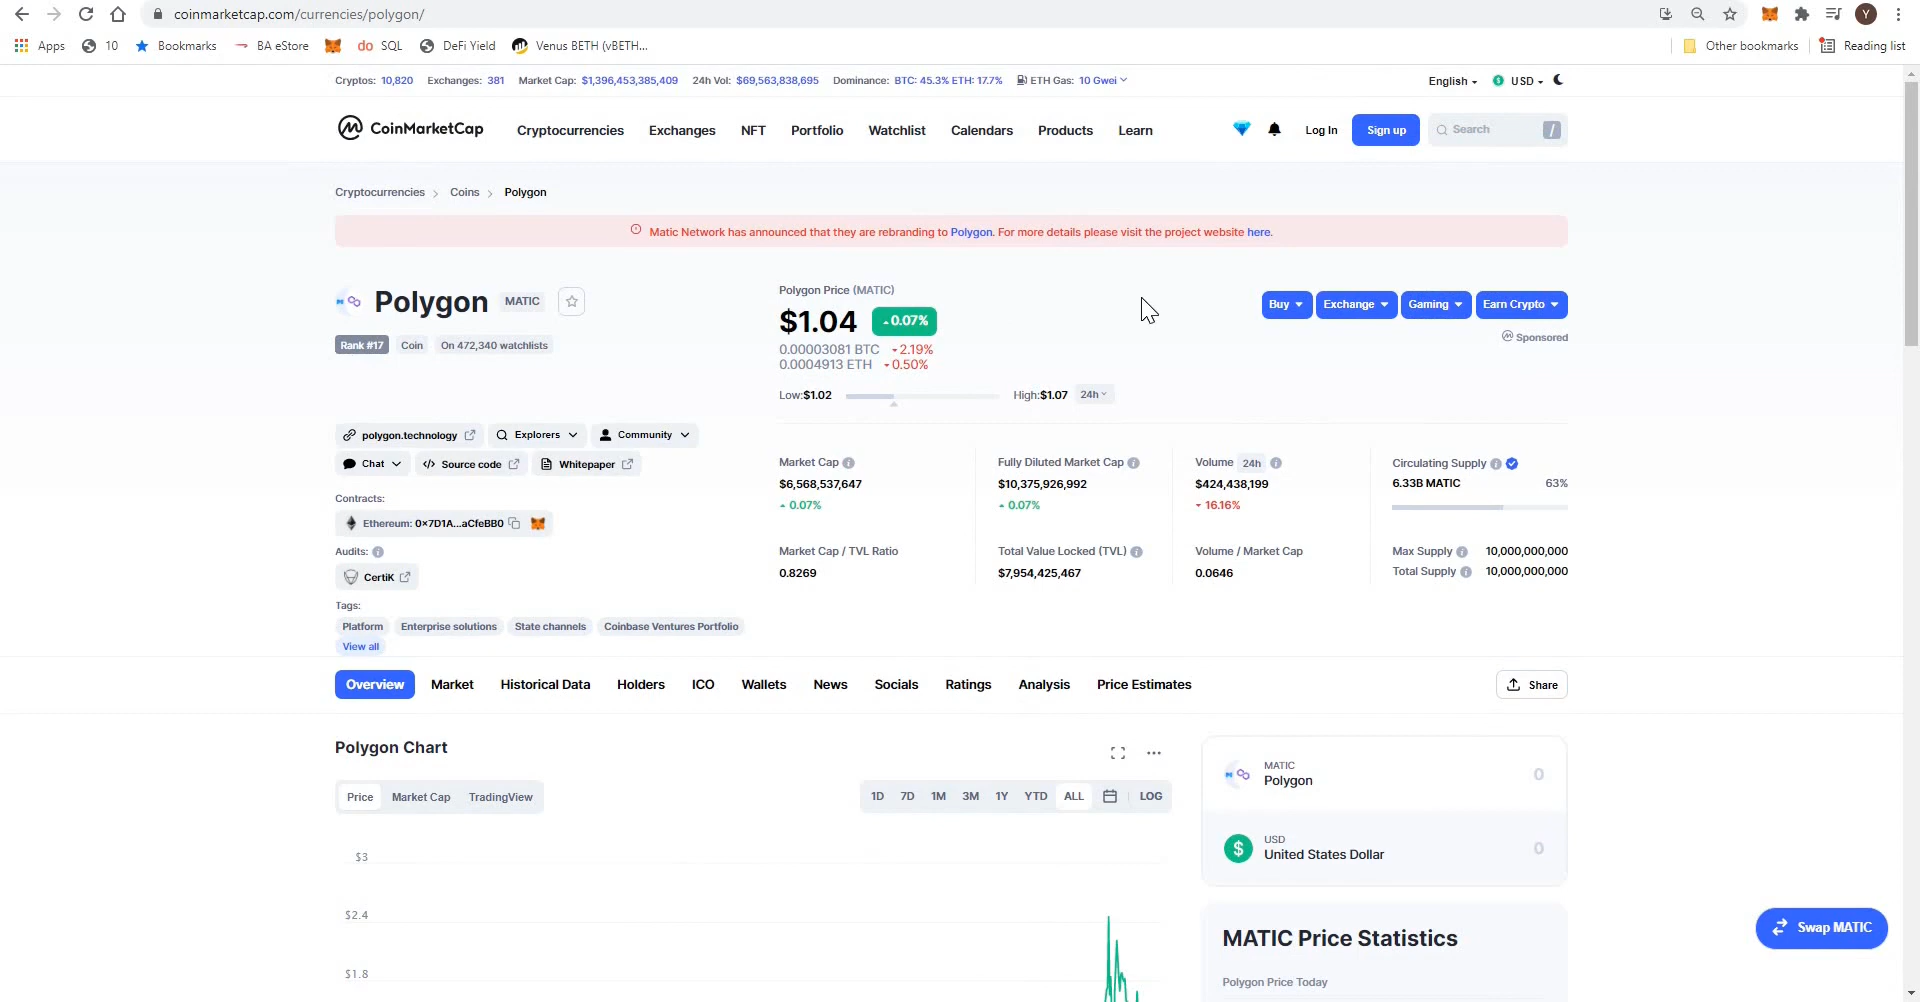 coinmarketcap.com/currencies/polygon/
Y
Apps 10 Bookmarks BA eStore do SQL DeFi Yield Venus BETH (vBETH... Other bookmarks Reading list
Cryptos: 10,820 Exchanges: 381 Market Cap: $1,396,453,385,409 24h Vol: $69,563,838,695 Dominance: BTC: 45.3% ETH: 17.7% ETH Gas: 10 Gwei English USD
CoinMarketCap Cryptocurrencies Exchanges NFT Portfolio Watchlist Calendars Products Learn Log In Sign up Search /
Cryptocurrencies > Coins > Polygon
Matic Network has announced that they are rebranding to Polygon. For more details please visit the project website here.
Polygon MATIC
Rank #17 Coin On 472,340 watchlists
Polygon Price (MATIC)
$1.04 0.07%
0.00003081 BTC 2.19%
0.0004913 ETH 0.50%
Low:$1.02 High:$1.07 24h
Buy Exchange Gaming Earn Crypto
Sponsored
polygon.technology Explorers Community
Chat Source code Whitepaper
Contracts:
Ethereum: 0x7D1A...aCfeBB0
Audits:
CertiK
Tags:
Platform Enterprise solutions State channels Coinbase Ventures Portfolio
View all
Market Cap
$6,568,537,647
0.07%
Market Cap / TVL Ratio
0.8269
Fully Diluted Market Cap
$10,375,926,992
0.07%
Total Value Locked (TVL)
$7,954,425,467
Volume 24h
$424,438,199
16.16%
Volume / Market Cap
0.0646
Circulating Supply
6.33B MATIC 63%
Max Supply 10,000,000,000
Total Supply 10,000,000,000
Overview Market Historical Data Holders ICO Wallets News Socials Ratings Analysis Price Estimates Share
Polygon Chart
Price Market Cap TradingView 1D 7D 1M 3M 1Y YTD ALL LOG
$3
$2.4
$1.8
MATIC
Polygon 0
USD
United States Dollar 0
MATIC Price Statistics
Polygon Price Today
Swap MATIC